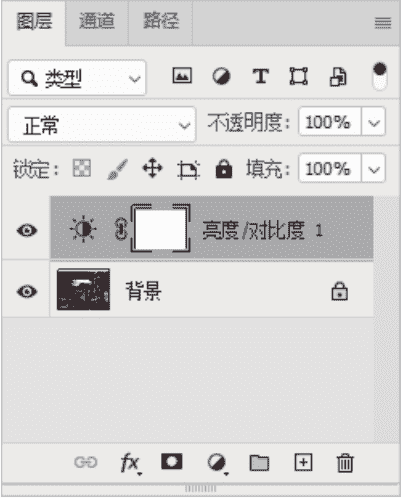 图层 通道 路径
类型 T
正常 不透明度: 100%
锁定: 填充: 100%
亮度/对比度 1
背景
fx